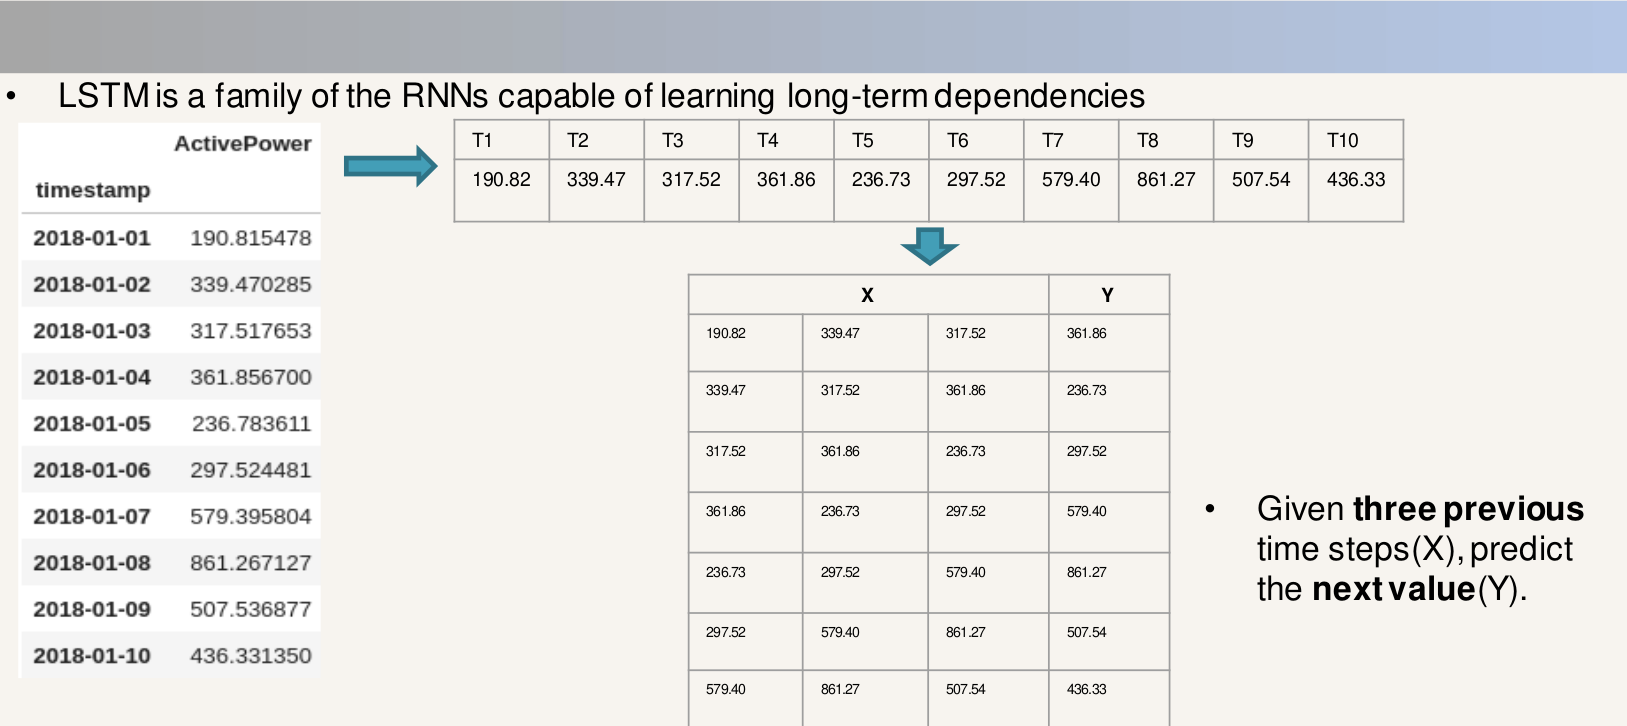 • LSTM is a family of the RNNs capable of learning long-term dependencies
ActivePower
timestamp
2018-01-01 190.815478
2018-01-02 339.470285
2018-01-03 317.517653
2018-01-04 361.856700
2018-01-05 236.783611
2018-01-06 297.524481
2018-01-07 579.395804
2018-01-08 861.267127
2018-01-09 507.536877
2018-01-10 436.331350
T1 T2 T3 T4 T5 T6 T7 T8 T9 T10
190.82 339.47 317.52 361.86 236.73 297.52 579.40 861.27 507.54 436.33
X Y
190.82 339.47 317.52 361.86
339.47 317.52 361.86 236.73
317.52 361.86 236.73 297.52
361.86 236.73 297.52 579.40
236.73 297.52 579.40 861.27
297.52 579.40 861.27 507.54
579.40 861.27 507.54 436.33
• Given three previous
time steps(X), predict
the next value(Y).